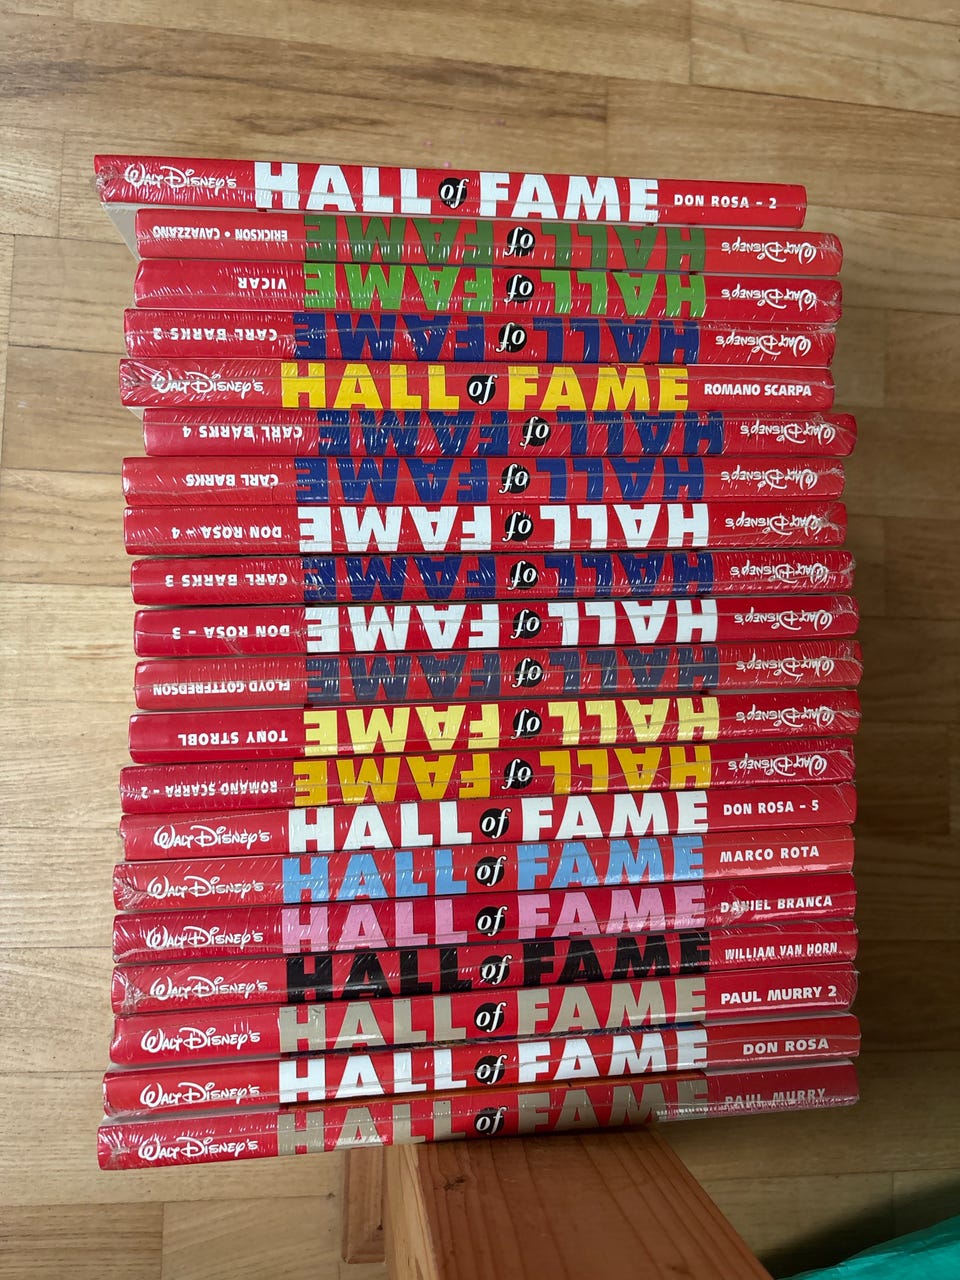 WALT DISNEY'S HALL of FAME DON ROSA - 2
WALT DISNEY'S HALL of FAME ERICKSON • CAVAZZANO
WALT DISNEY'S HALL of FAME VICAR
WALT DISNEY'S HALL of FAME CARL BARKS 2
WALT DISNEY'S HALL of FAME ROMANO SCARPA
WALT DISNEY'S HALL of FAME CARL BARKS 4
WALT DISNEY'S HALL of FAME CARL BARKS
WALT DISNEY'S HALL of FAME DON ROSA - 4
WALT DISNEY'S HALL of FAME CARL BARKS 3
WALT DISNEY'S HALL of FAME DON ROSA - 3
WALT DISNEY'S HALL of FAME FLOYD GOTTFREDSON
WALT DISNEY'S HALL of FAME TONY STROBL
WALT DISNEY'S HALL of FAME ROMANO SCARPA - 2
WALT DISNEY'S HALL of FAME DON ROSA - 5
WALT DISNEY'S HALL of FAME MARCO ROTA
WALT DISNEY'S HALL of FAME DANIEL BRANCA
WALT DISNEY'S HALL of FAME WILLIAM VAN HORN
WALT DISNEY'S HALL of FAME PAUL MURRY 2
WALT DISNEY'S HALL of FAME DON ROSA
WALT DISNEY'S HALL of FAME PAUL MURRY